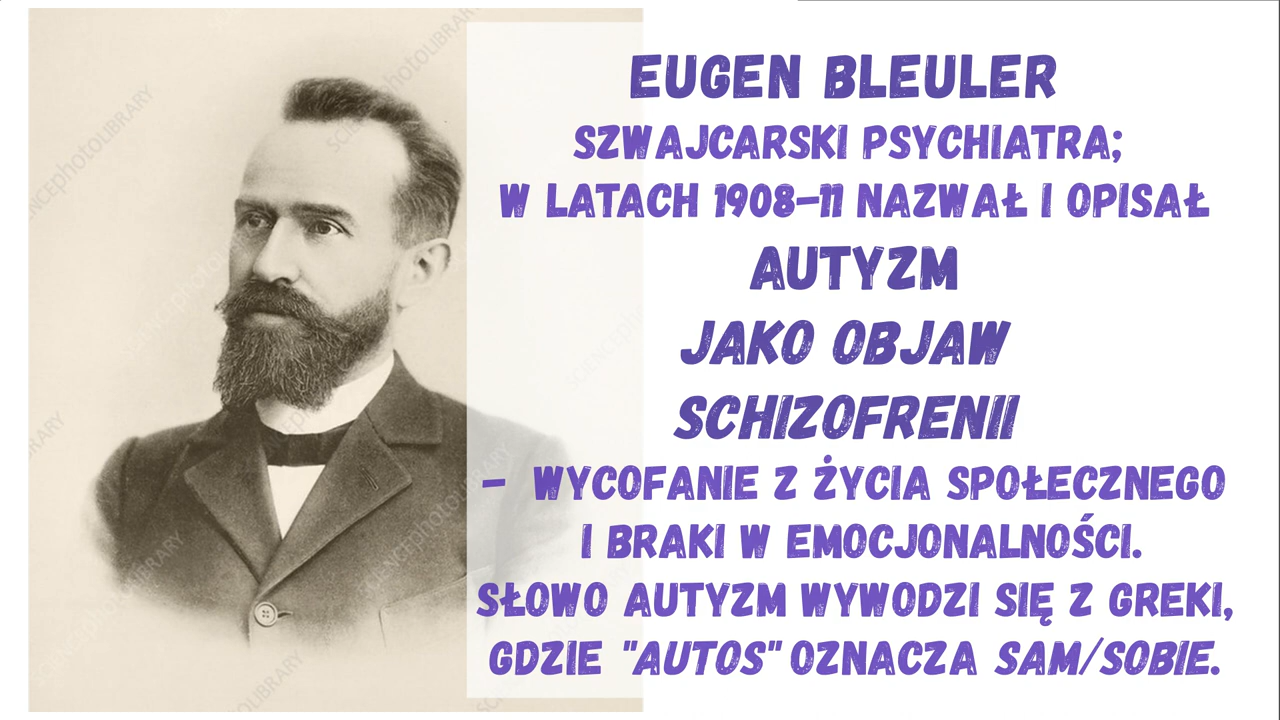 EUGEN BLEULER
SZWAJCARSKI PSYCHIATRA;
W LATACH 1908-11 NAZWAŁ I OPISAŁ
AUTYZM
JAKO OBJAW
SCHIZOFRENII
- WYCOFANIE Z ŻYCIA SPOŁECZNEGO
I BRAKI W EMOCJONALNOŚCI.
SŁOWO AUTYZM WYWODZI SIĘ Z GREKI,
GDZIE "AUTOS" OZNACZA SAM/SOBIE.